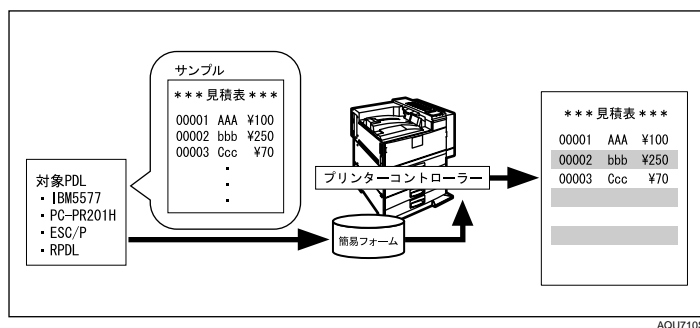 サンプル
＊＊＊見積表＊＊＊
00001 AAA ¥100
00002 bbb ¥250
00003 Ccc ¥70
・
・
・
対象PDL
・IBM5577
・PC-PR201H
・ESC/P
・RPDL
プリンターコントローラー
簡易フォーム
＊＊＊見積表＊＊＊
00001 AAA ¥100
00002 bbb ¥250
00003 Ccc ¥70